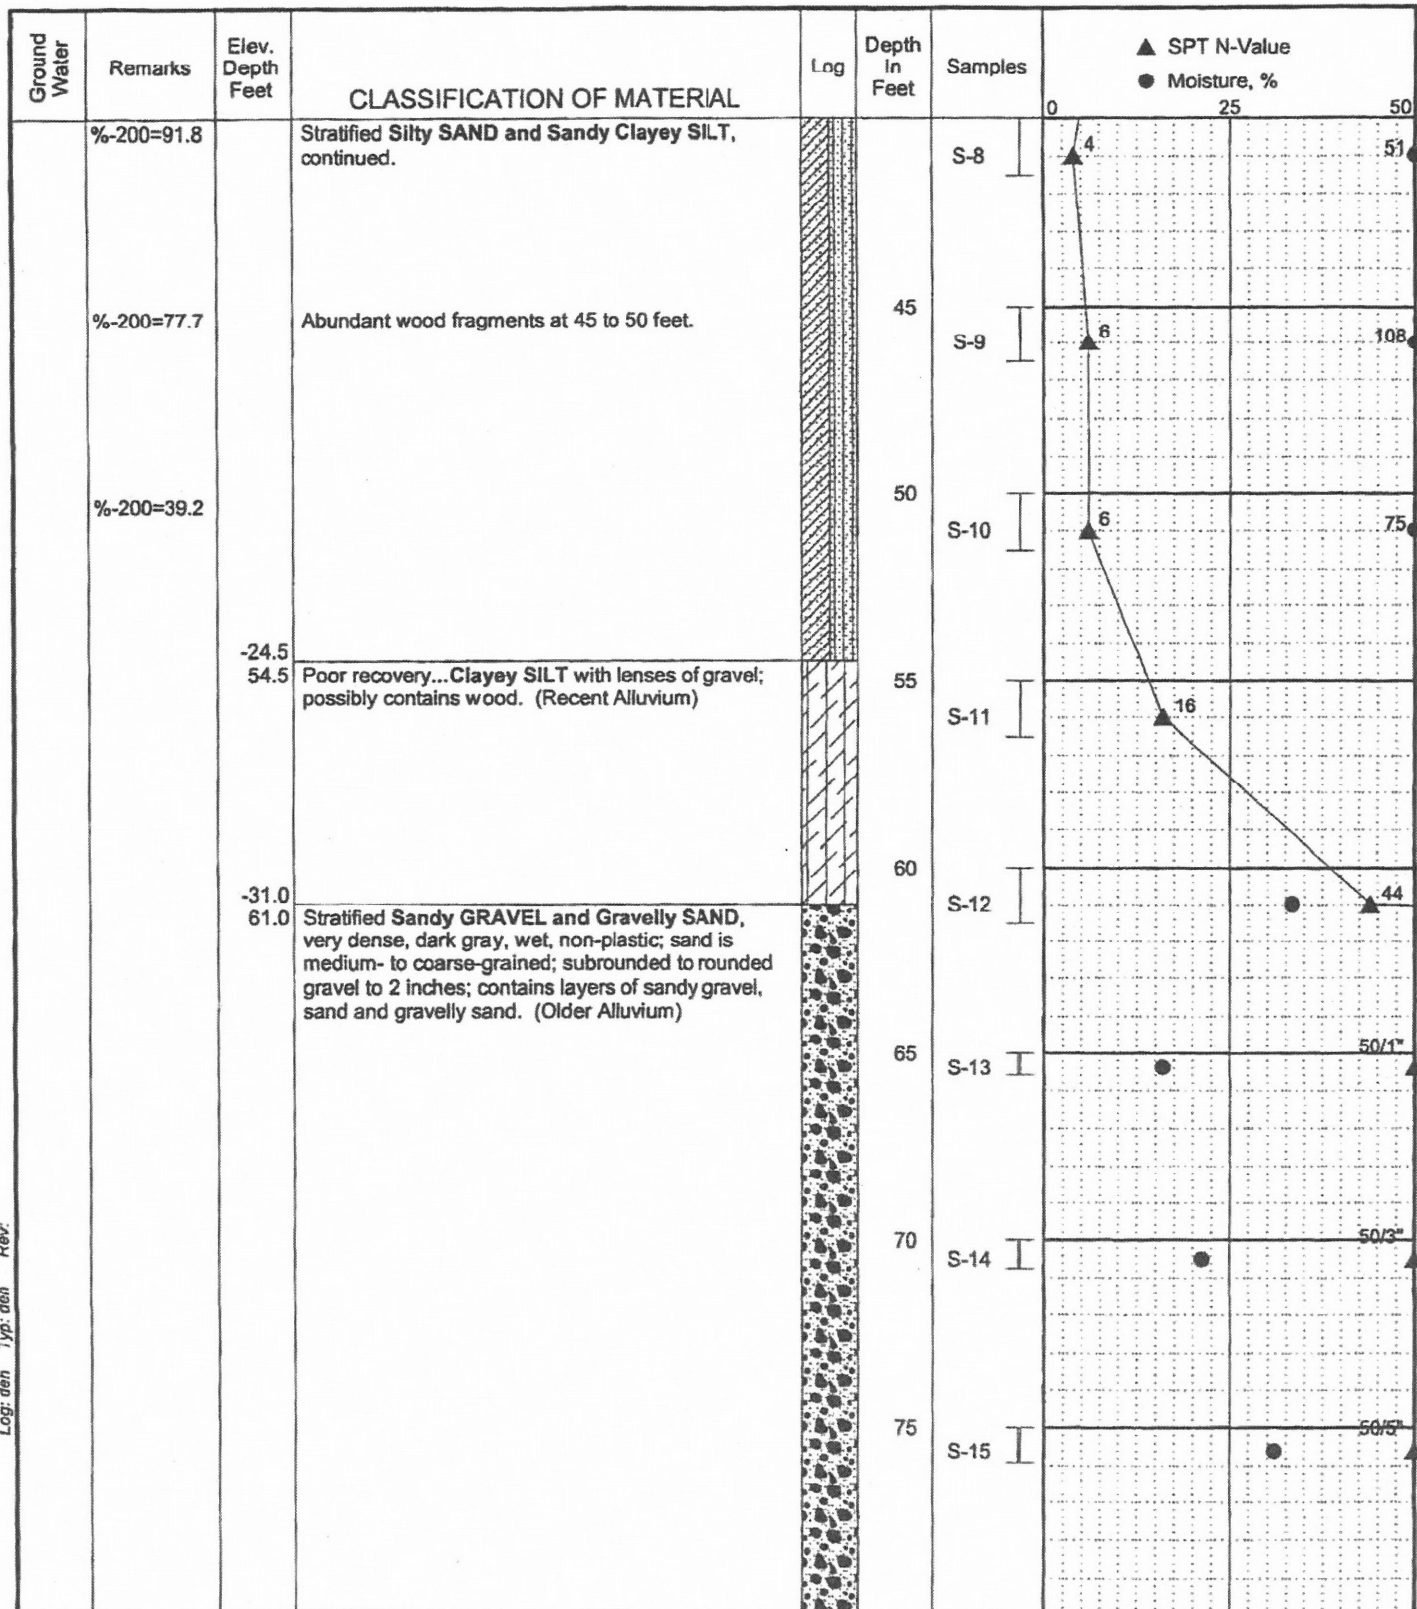 Ground
Water
Remarks
Elev.
Depth
Feet
CLASSIFICATION OF MATERIAL
Log
Depth
In
Feet
Samples
▲ SPT N-Value
● Moisture, %
0 25 50
%-200=91.8
Stratified Silty SAND and Sandy Clayey SILT,
continued.
S-8
4
51
%-200=77.7
Abundant wood fragments at 45 to 50 feet.
45
S-9
6
108
%-200=39.2
50
S-10
6
75
-24.5
54.5
Poor recovery...Clayey SILT with lenses of gravel;
possibly contains wood. (Recent Alluvium)
55
S-11
16
60
S-12
44
-31.0
61.0
Stratified Sandy GRAVEL and Gravelly SAND,
very dense, dark gray, wet, non-plastic; sand is
medium- to coarse-grained; subrounded to rounded
gravel to 2 inches; contains layers of sandy gravel,
sand and gravelly sand. (Older Alluvium)
65
S-13
50/1"
70
S-14
50/3"
75
S-15
50/5"
Log: den Typ: den Rev: